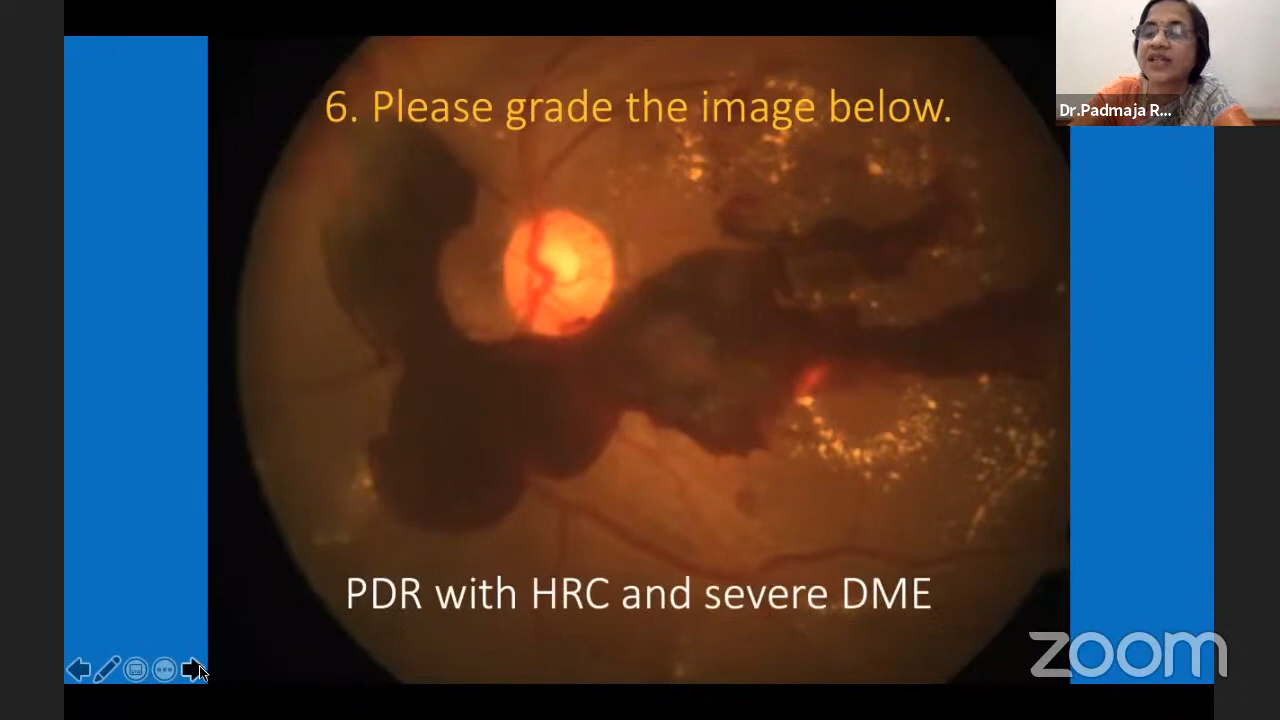 6. Please grade the image below.
Dr.Padmaja R...
PDR with HRC and severe DME
zoom